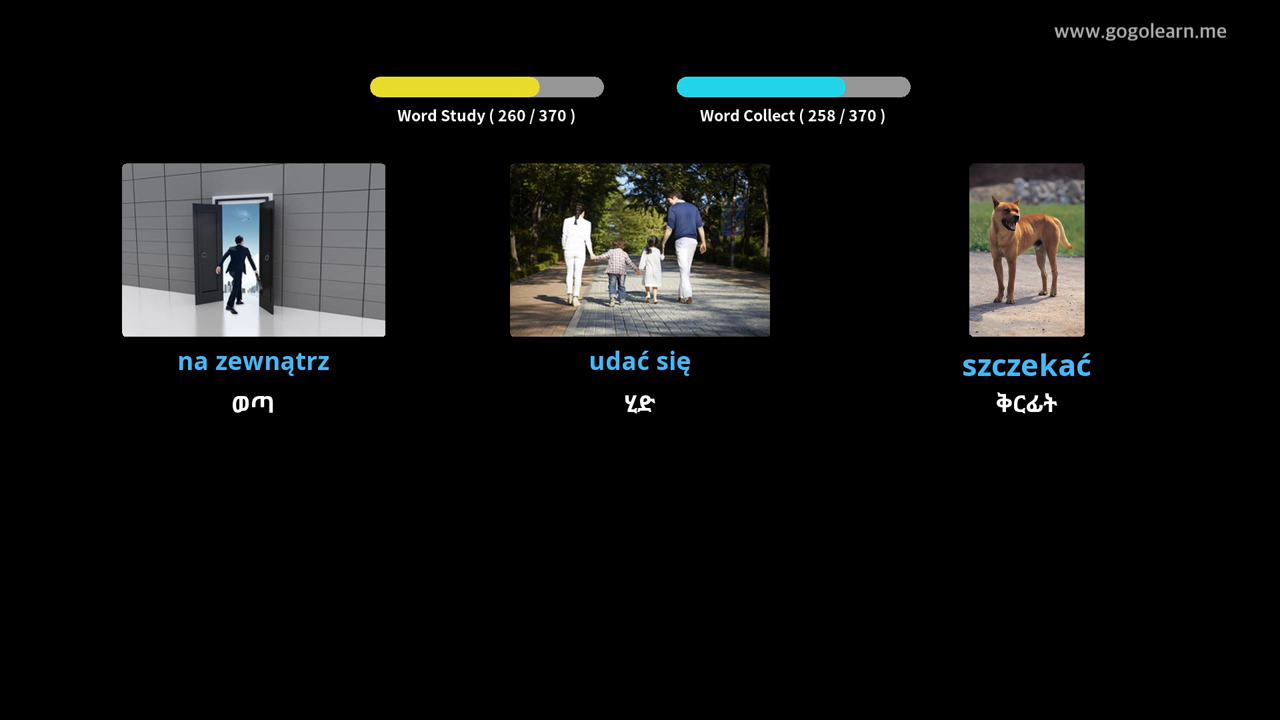 www.gogolearn.me
Word Study ( 260 / 370 )
Word Collect ( 258 / 370 )
na zewnątrz
udać się
szczekać
ወጣ
ሂድ
ቅርፊት